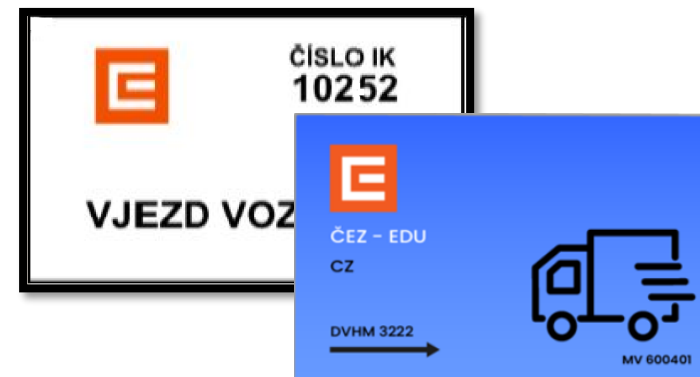 ČÍSLO IK
10252
VJEZD VOZ
ČEZ - EDU
CZ
DVHM 3222
MV 600401